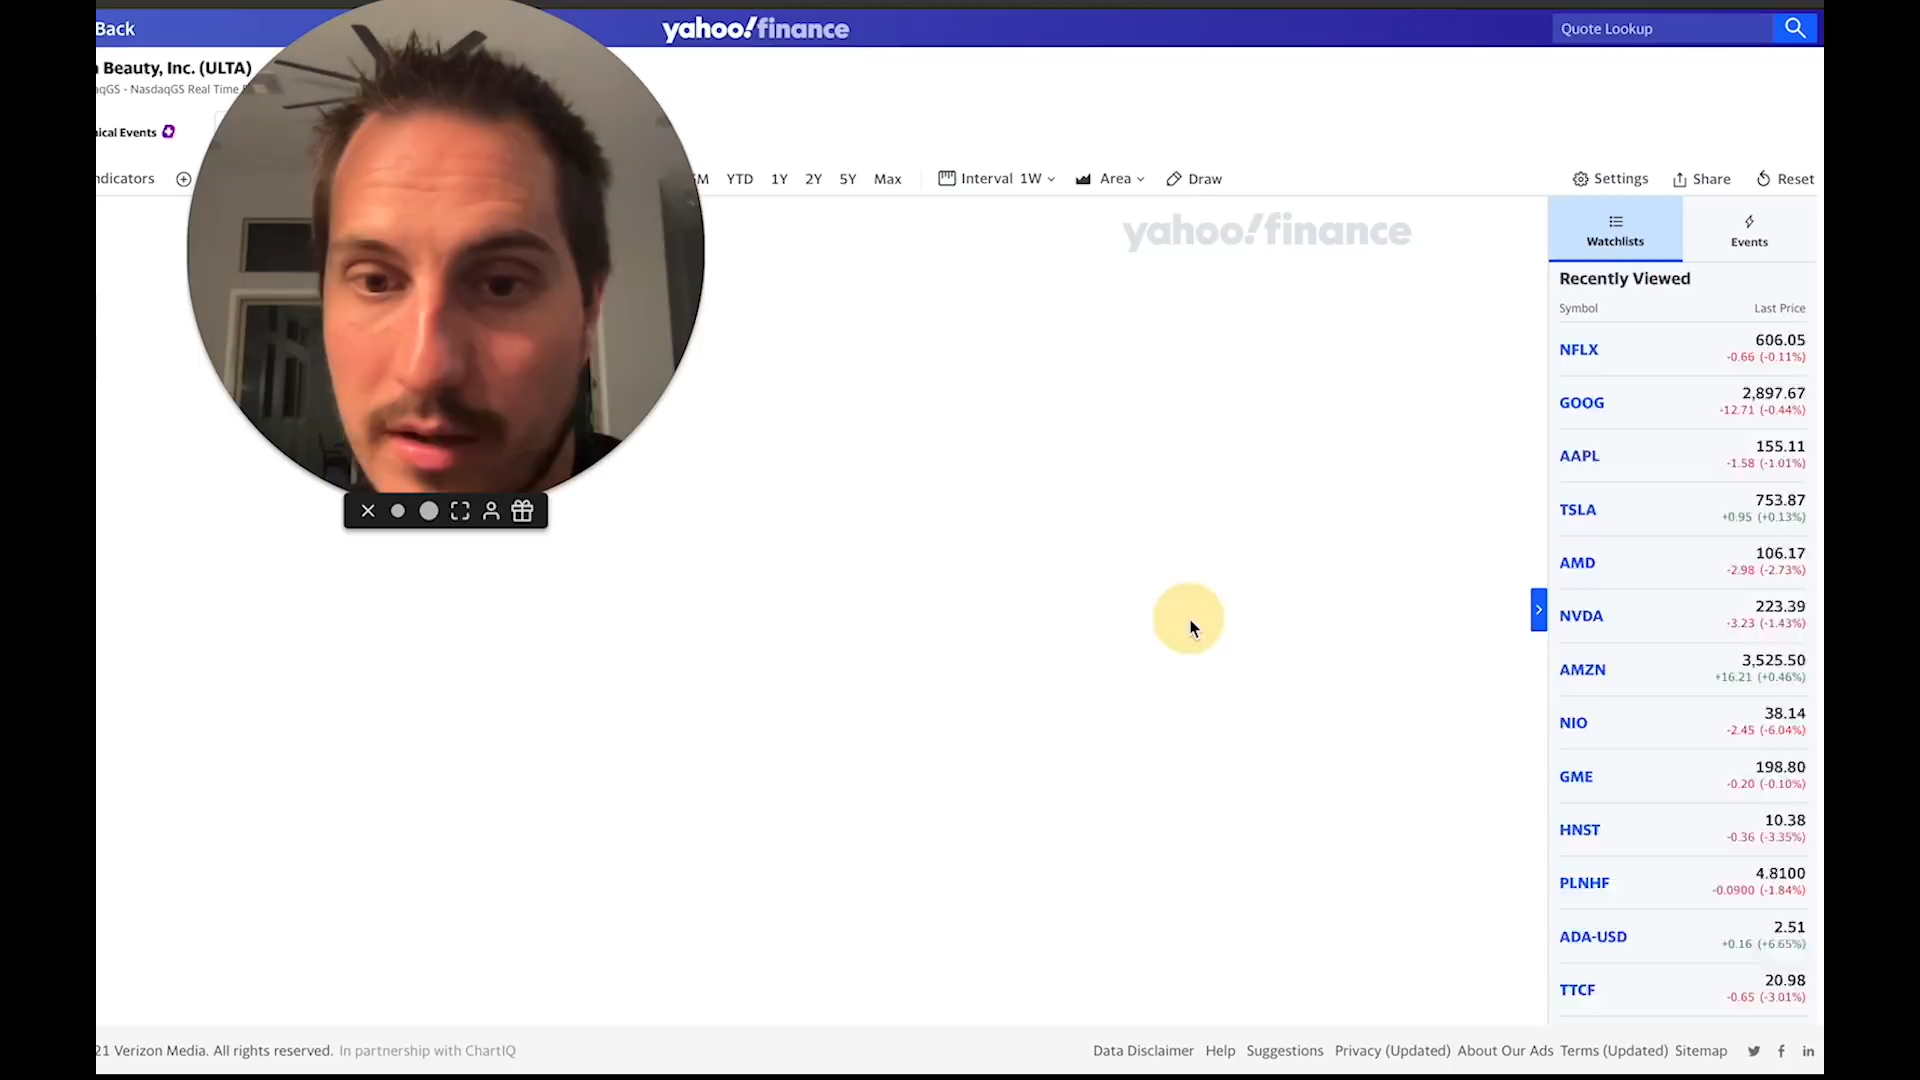 Back
yahoo!finance
Quote Lookup
Beauty, Inc. (ULTA)
aqGS - NasdaqGS Real Time
nical Events
ndicators
M YTD 1Y 2Y 5Y Max Interval 1W Area Draw
Settings Share Reset
yahoo!finance
Watchlists Events
Recently Viewed
Symbol Last Price
NFLX 606.05
-0.66 (-0.11%)
GOOG 2,897.67
-12.71 (-0.44%)
AAPL 155.11
-1.58 (-1.01%)
TSLA 753.87
+0.95 (+0.13%)
AMD 106.17
-2.98 (-2.73%)
NVDA 223.39
-3.23 (-1.43%)
AMZN 3,525.50
+16.21 (+0.46%)
NIO 38.14
-2.45 (-6.04%)
GME 198.80
-0.20 (-0.10%)
HNST 10.38
-0.36 (-3.35%)
PLNHF 4.8100
-0.0900 (-1.84%)
ADA-USD 2.51
+0.16 (+6.65%)
TTCF 20.98
-0.65 (-3.01%)
21 Verizon Media. All rights reserved. In partnership with ChartIQ
Data Disclaimer Help Suggestions Privacy (Updated) About Our Ads Terms (Updated) Sitemap